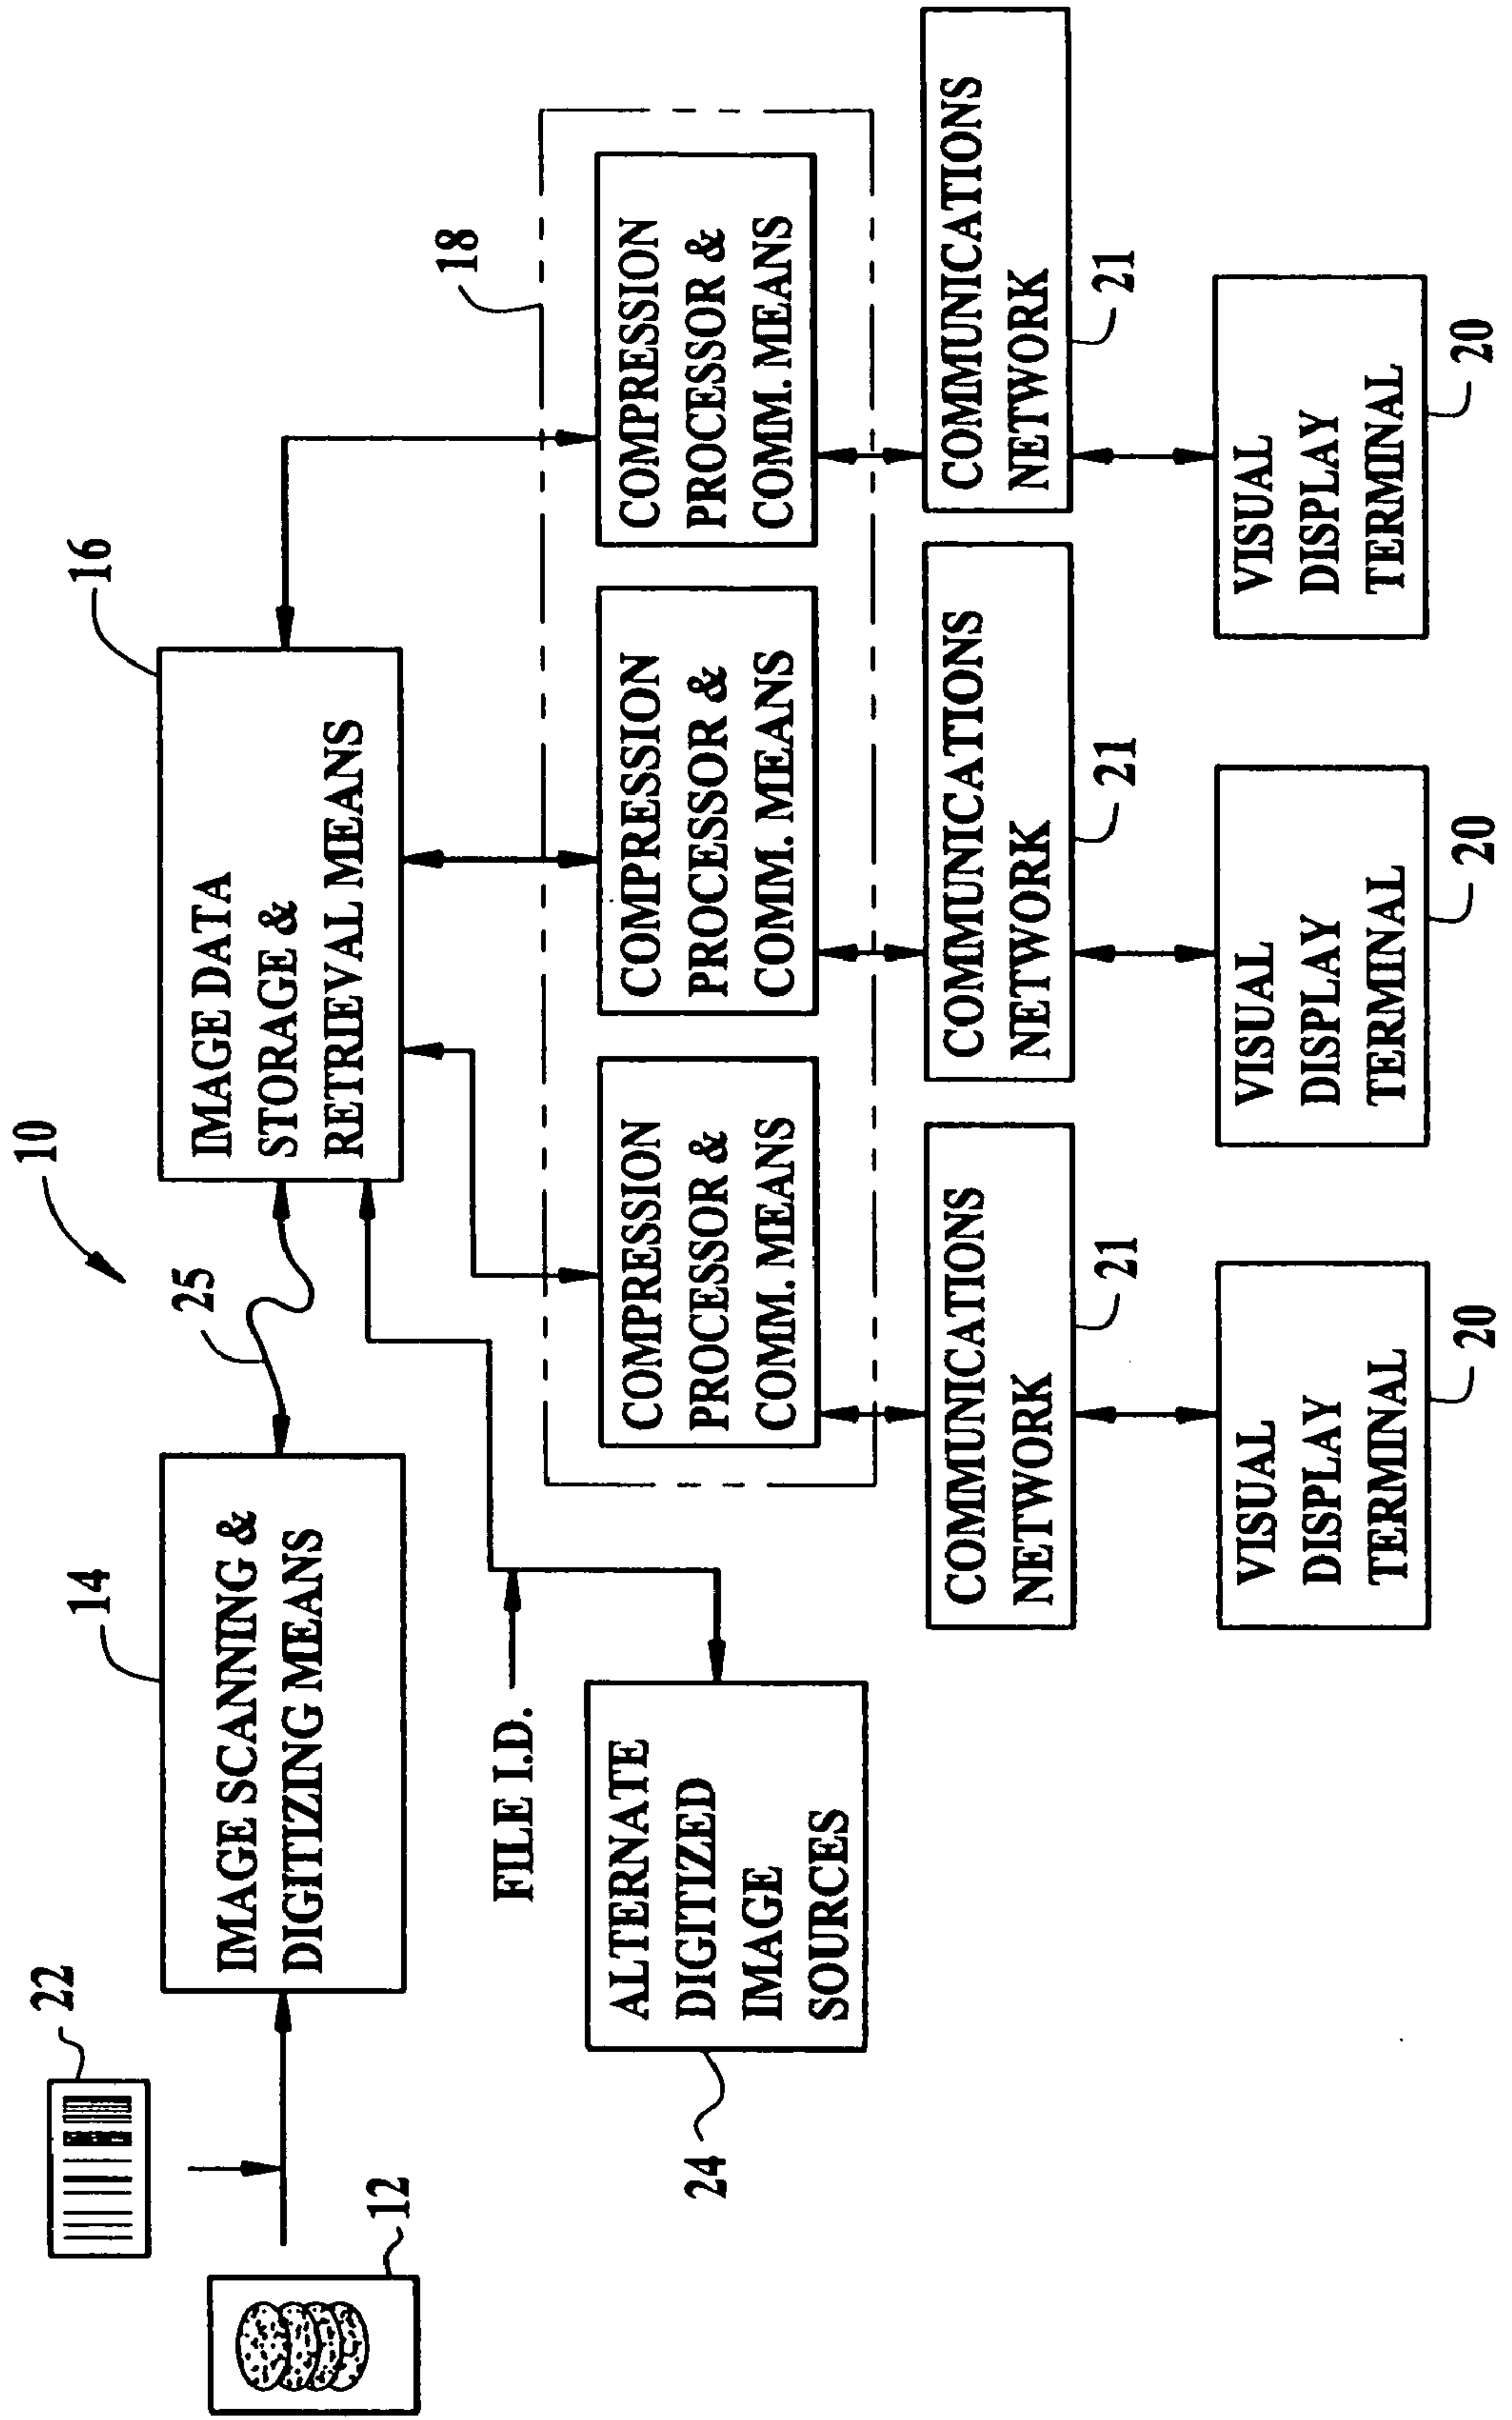 10
22
14
25
16
18
12
IMAGE SCANNING &
DIGITIZING MEANS
IMAGE DATA
STORAGE &
RETRIEVAL MEANS
FILE I.D.
24
ALTERNATE
DIGITIZED
IMAGE
SOURCES
COMPRESSION
PROCESSOR &
COMM. MEANS
COMPRESSION
PROCESSOR &
COMM. MEANS
COMPRESSION
PROCESSOR &
COMM. MEANS
COMMUNICATIONS
NETWORK
21
COMMUNICATIONS
NETWORK
21
COMMUNICATIONS
NETWORK
21
VISUAL
DISPLAY
TERMINAL
20
VISUAL
DISPLAY
TERMINAL
20
VISUAL
DISPLAY
TERMINAL
20